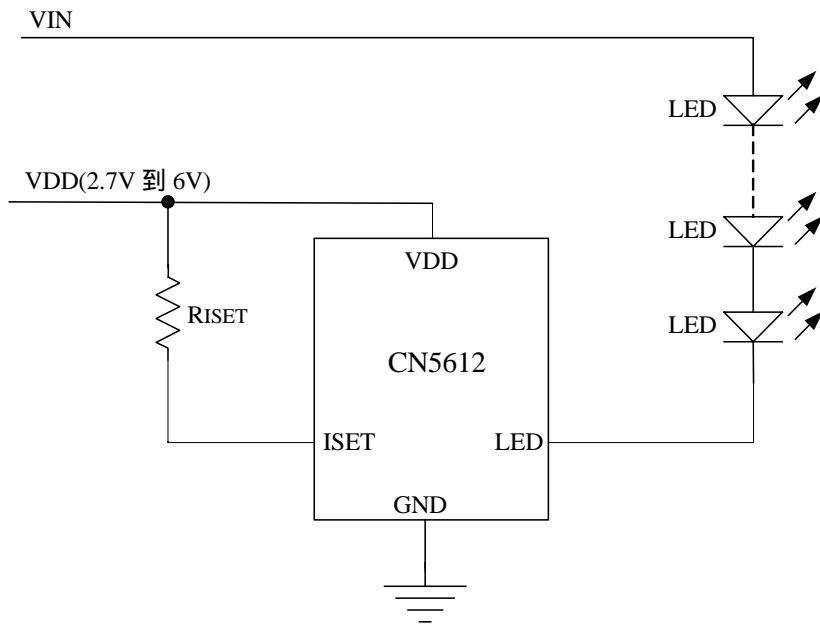 VIN
LED
VDD(2.7V 到 6V)
LED
VDD
RISET
LED
CN5612
ISET
LED
GND